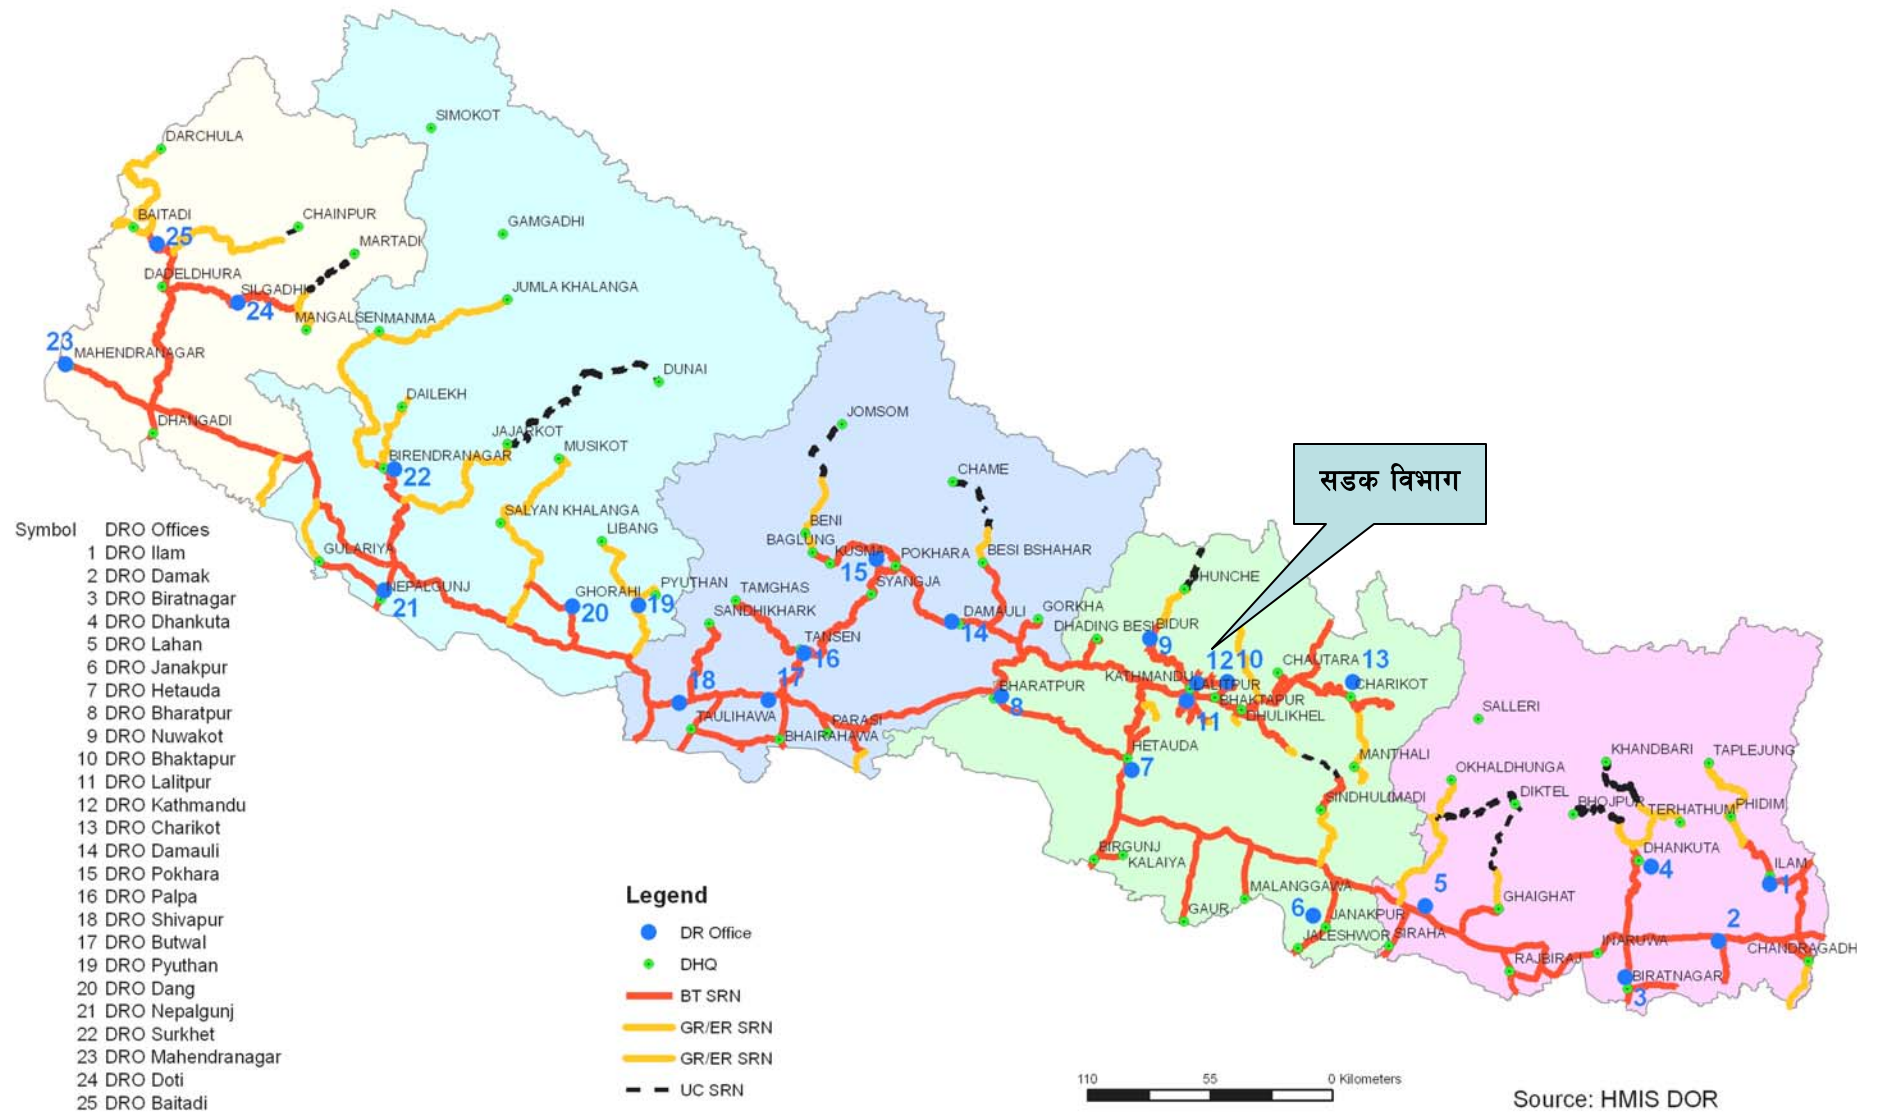 SIMOKOT
DARCHULA
BAITADI
CHAINPUR
GAMGADHI
25
MARTADI
DADELDHURA
SILGADHI
JUMLA KHALANGA
24
MANGALSEN
MANMA
23
MAHENDRANAGAR
DUNAI
DAILEKH
JOMSOM
DHANGADI
JAJARKOT
MUSIKOT
BIRENDRANAGAR
22
CHAME
सडक विभाग
SALYAN KHALANGA
LIBANG
BENI
BAGLUNG
KUSMA
POKHARA
BESI BSHAHAR
15
GULARIYA
NEPALGUNJ
21
GHORAHI
20
PYUTHAN
19
SYANGJA
TAMGHAS
SANDHIKHARK
DHUNCHE
DAMAULI
14
GORKHA
DHADING BESI
BIDUR
9
TANSEN
16
17
18
12
10
CHAUTARA
13
KATHMANDU
LALITPUR
CHARIKOT
BHARATPUR
8
BHAKTAPUR
11
DHULIKHEL
TAULIHAWA
PARASI
BHAIRAHAWA
SALLERI
HETAUDA
7
MANTHALI
KHANDBARI
TAPLEJUNG
OKHALDHUNGA
DIKTEL
SINDHULIMADI
BHOJPUR
TERHATHUM
PHIDIM
BIRGUNJ
KALAIYA
DHANKUTA
4
ILAM
1
MALANGGAWA
5
GHAIGHAT
GAUR
6
JANAKPUR
2
JALESHWOR
SIRAHA
INARUWA
CHANDRAGADH
RAJBIRAJ
BIRATNAGAR
3
Symbol DRO Offices
1 DRO Ilam
2 DRO Damak
3 DRO Biratnagar
4 DRO Dhankuta
5 DRO Lahan
6 DRO Janakpur
7 DRO Hetauda
8 DRO Bharatpur
9 DRO Nuwakot
10 DRO Bhaktapur
11 DRO Lalitpur
12 DRO Kathmandu
13 DRO Charikot
14 DRO Damauli
15 DRO Pokhara
16 DRO Palpa
18 DRO Shivapur
17 DRO Butwal
19 DRO Pyuthan
20 DRO Dang
21 DRO Nepalgunj
22 DRO Surkhet
23 DRO Mahendranagar
24 DRO Doti
25 DRO Baitadi
Legend
DR Office
DHQ
BT SRN
GR/ER SRN
GR/ER SRN
UC SRN
110 55 0 Kilometers
Source: HMIS DOR